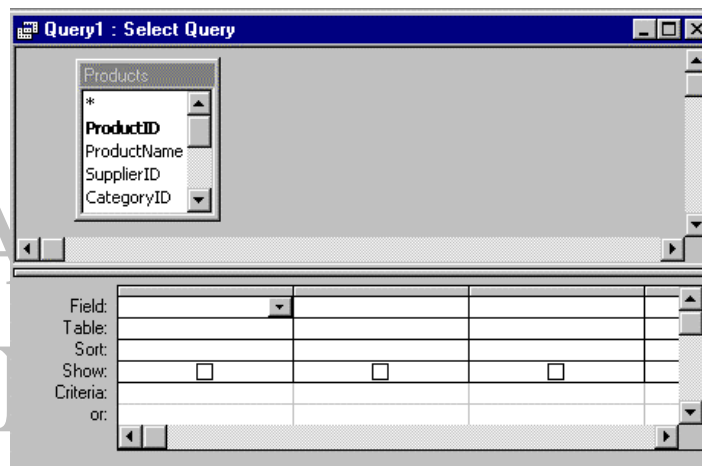 Query1 : Select Query
Products
*
ProductID
ProductName
SupplierID
CategoryID
Field:
Table:
Sort:
Show:
Criteria:
or: